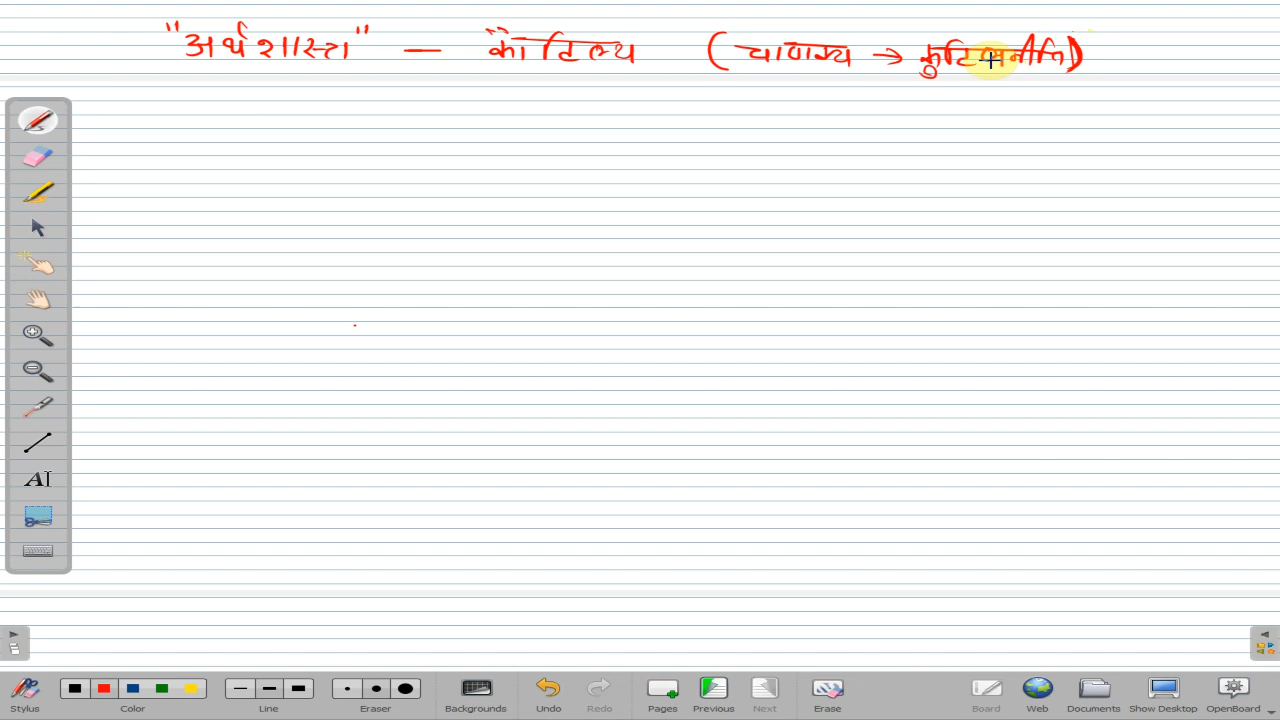 "अर्थशास्त्र" — कौटिल्य (चाणक्य → कुटिलनीति)
Stylus
Color
Line
Eraser
Backgrounds
Undo
Redo
Pages
Previous
Next
Erase
Board
Web
Documents
Show Desktop
OpenBoard